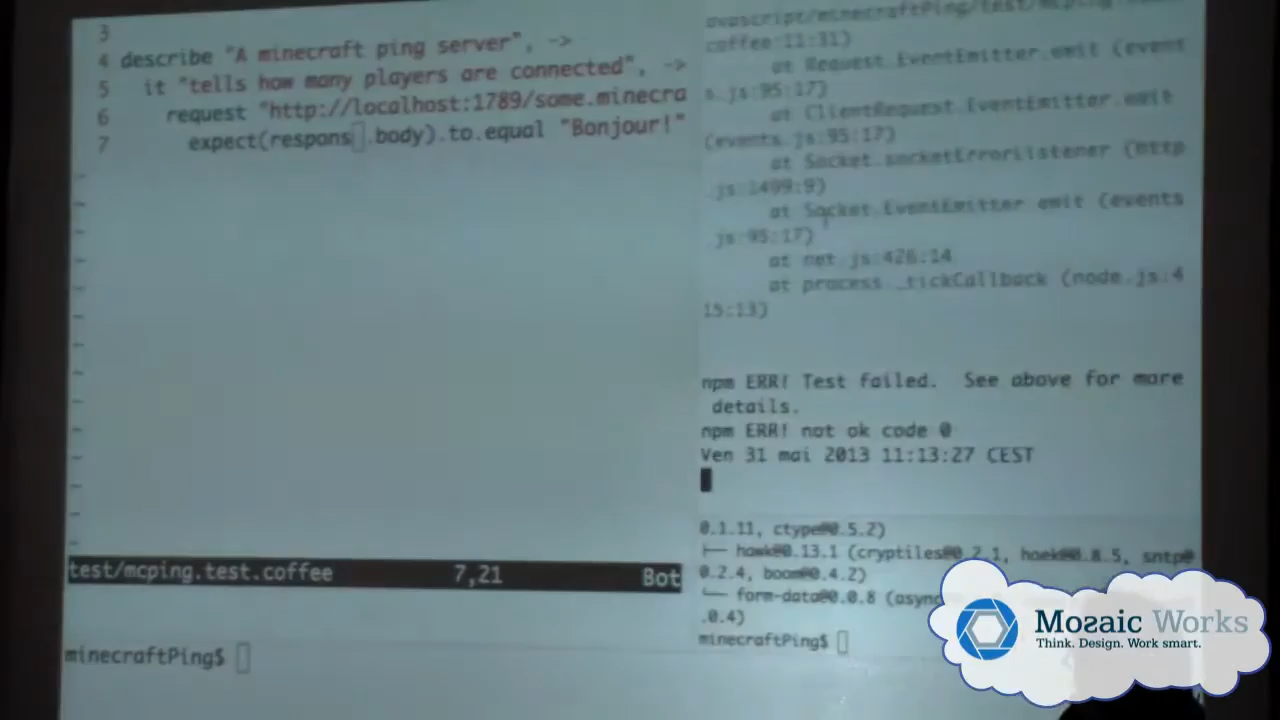 3
4 describe "A minecraft ping server", ->
5 it "tells how many players are connected", ->
6 request "http://localhost:1789/some.minecra
7 expect(respons .body).to.equal "Bonjour!"
~
~
~
~
~
~
~
~
~
~
~
~
~
~
test/mcping.test.coffee 7,21 Bot
minecraftPing$
avascript/minecraftPing/test/mcping
coffee:11:31)
at Request.EventEmitter.emit (event
s.js:95:17)
at ClientRequest.EventEmitter.emit
(events.js:95:17)
at Socket.socketErrorListener (http
.js:1499:9)
at Socket.EventEmitter.emit (events
.js:95:17)
at net.js:426:14
at process._tickCallback (node.js:4
15:13)
npm ERR! Test failed. See above for more
details.
npm ERR! not ok code 0
Ven 31 mai 2013 11:13:27 CEST
0.1.11, ctype@0.5.2)
├── hawk@0.13.1 (cryptiles@0.2.1, hoek@0.8.5, sntp@
0.2.4, boom@0.4.2)
└── form-data@0.0.8 (async
.0.4)
minecraftPing$
Mozaic Works
Think. Design. Work smart.